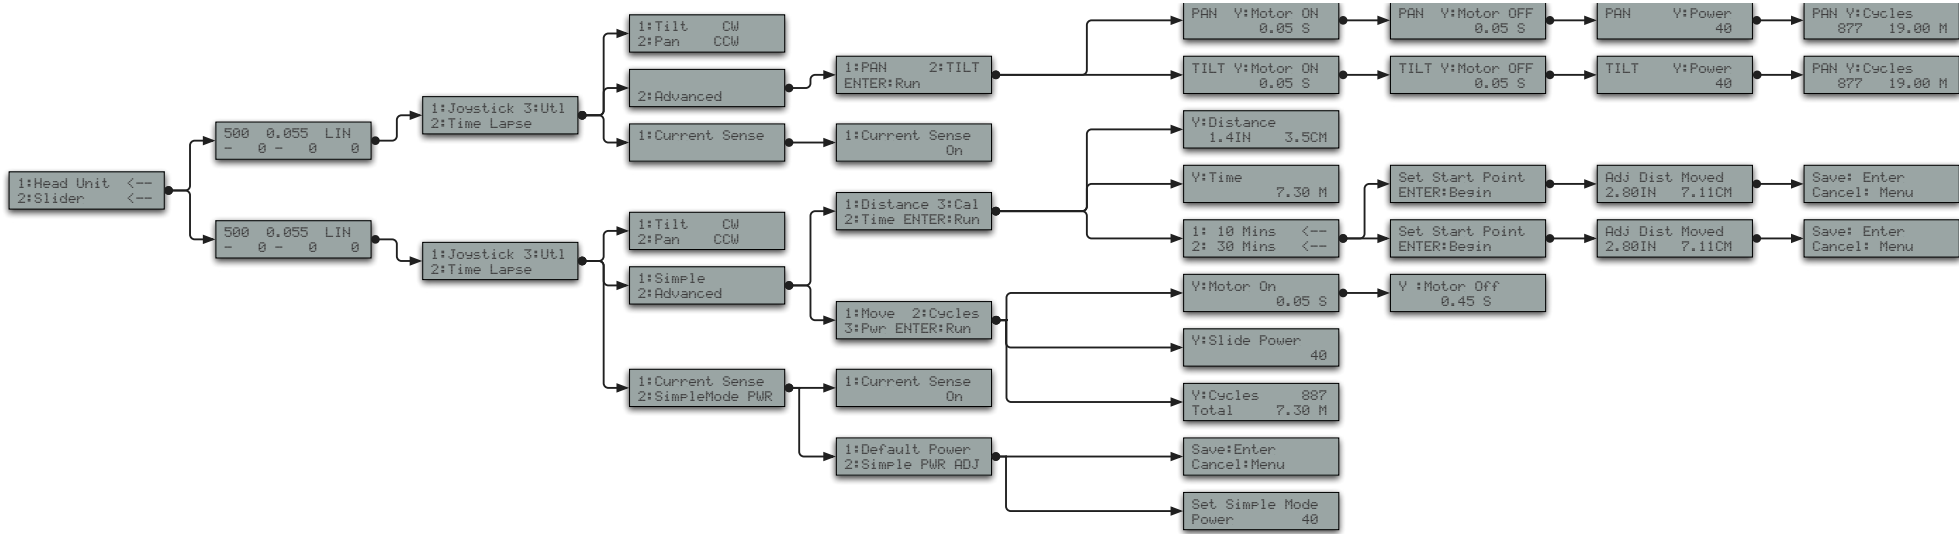 1:Head Unit <--
2:Slider <--
500 0.055 LIN
- 0 - 0 0
1:Joystick 3:Utl
2:Time Lapse
1:Tilt CW
2:Pan CCW
2:Advanced
1:PAN 2:TILT
ENTER:Run
PAN Y:Motor ON
0.05 S
PAN Y:Motor OFF
0.05 S
PAN Y:Power
40
PAN Y:Cycles
877 19.00 M
TILT Y:Motor ON
0.05 S
TILT Y:Motor OFF
0.05 S
TILT Y:Power
40
PAN Y:Cycles
877 19.00 M
1:Current Sense
1:Current Sense
On
500 0.055 LIN
- 0 - 0 0
1:Joystick 3:Utl
2:Time Lapse
1:Tilt CW
2:Pan CCW
1:Simple
2:Advanced
1:Distance 3:Cal
2:Time ENTER:Run
Y:Distance
1.4IN 3.5CM
Y:Time
7.30 M
1: 10 Mins <--
2: 30 Mins <--
Set Start Point
ENTER:Begin
Adj Dist Moved
2.80IN 7.11CM
Save: Enter
Cancel: Menu
Set Start Point
ENTER:Begin
Adj Dist Moved
2.80IN 7.11CM
Save: Enter
Cancel: Menu
1:Move 2:Cycles
3:Pwr ENTER:Run
Y:Motor On
0.05 S
Y :Motor Off
0.45 S
Y:Slide Power
40
Y:Cycles 887
Total 7.30 M
1:Current Sense
2:SimpleMode PWR
1:Current Sense
On
1:Default Power
2:Simple PWR ADJ
Save:Enter
Cancel:Menu
Set Simple Mode
Power 40